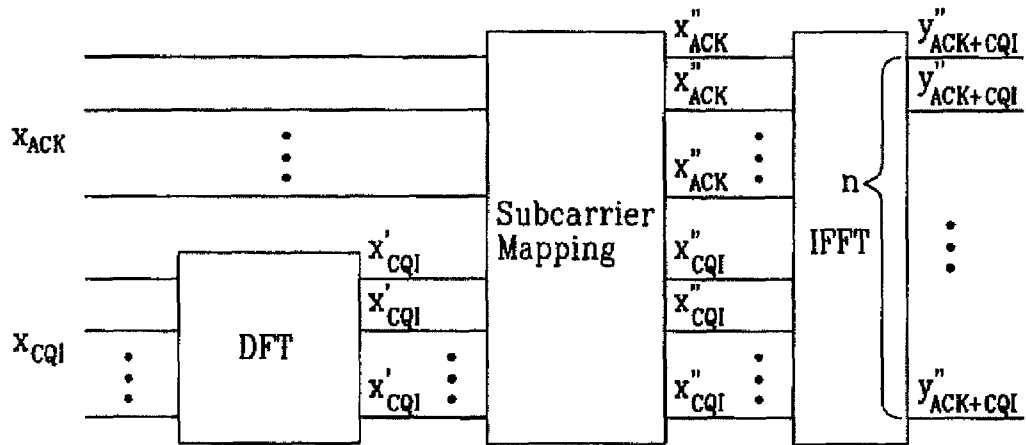 x"ACK
y"ACK+CQI
x"ACK
y"ACK+CQI
xACK
x"ACK
n
Subcarrier
Mapping
IFFT
x'CQI
x"CQI
x'CQI
x"CQI
xCQI
DFT
x'CQI
x"CQI
y"ACK+CQI